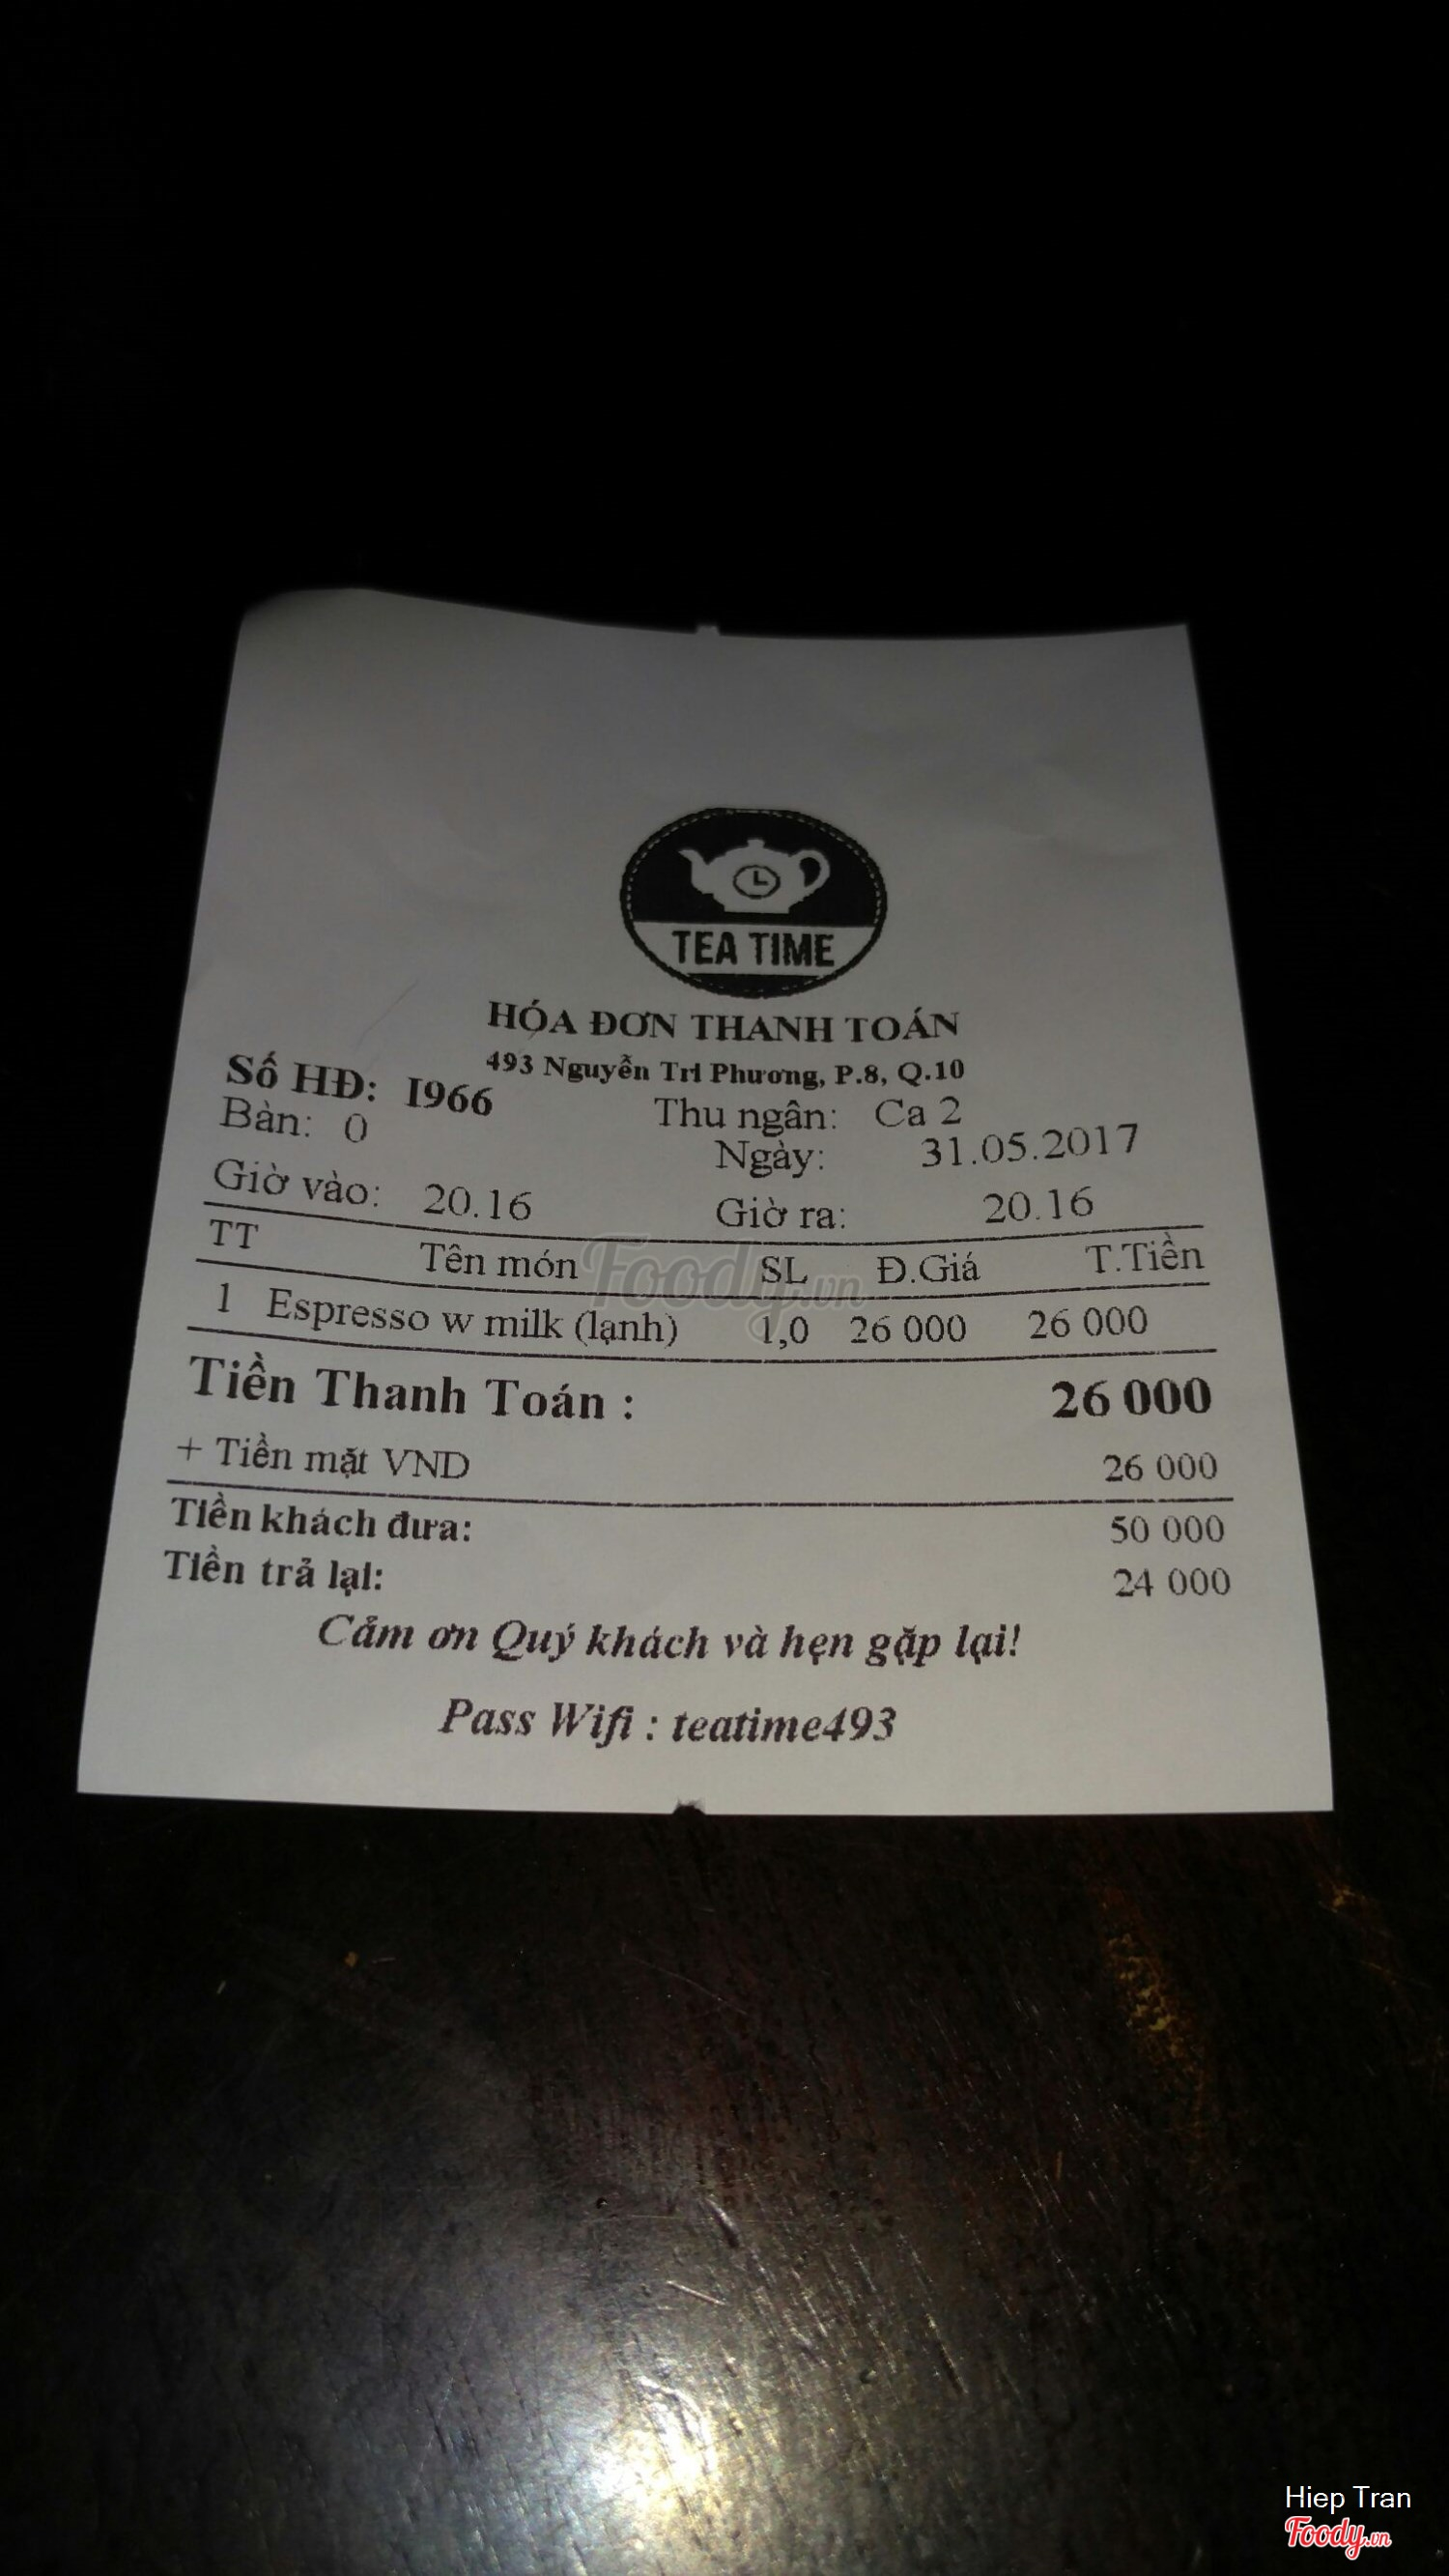 TEA TIME
HÓA ĐƠN THANH TOÁN
493 Nguyễn Tri Phương, P.8, Q.10
Số HĐ: I966
Thu ngân: Ca 2
Bàn: 0
Ngày: 31.05.2017
Giờ vào: 20.16 Giờ ra: 20.16
TT Tên món SL Đ.Giá T.Tiền
1 Espresso w milk (lạnh) 1,0 26 000 26 000
Tiền Thanh Toán : 26 000
+ Tiền mặt VND 26 000
Tiền khách đưa: 50 000
Tiền trả lại: 24 000
Cảm ơn Quý khách và hẹn gặp lại!
Pass Wifi : teatime493
Foody.vn
Hiep Tran
Foody.vn